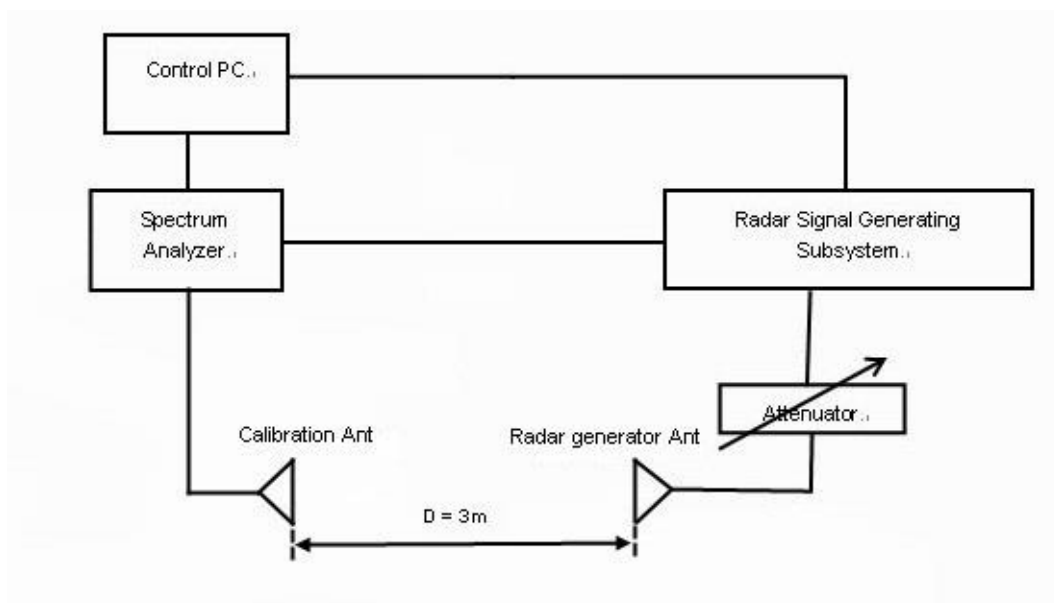 Control PC
Spectrum
Analyzer
Radar Signal Generating
Subsystem
Attenuator
Calibration Ant
Radar generator Ant
D = 3m